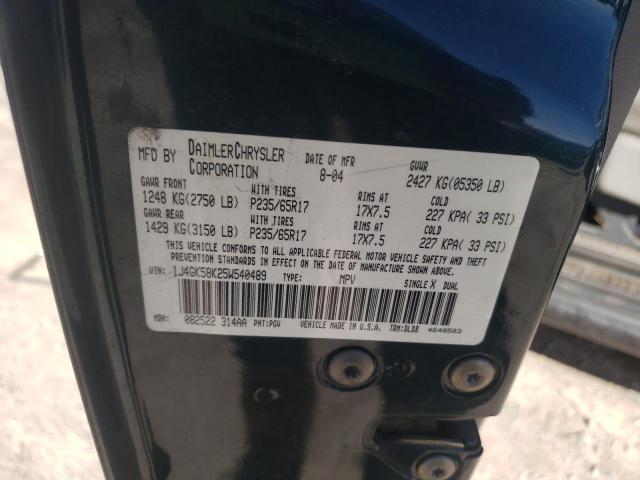 MFD BY DAIMLERCHRYSLER CORPORATION DATE OF MFR 8-04 GVWR 2427 KG(05350 LB)
GAWR FRONT WITH TIRES RIMS AT COLD
1248 KG(2750 LB) P235/65R17 17X7.5 227 KPA( 33 PSI)
GAWR REAR WITH TIRES RIMS AT COLD
1429 KG(3150 LB) P235/65R17 17X7.5 227 KPA( 33 PSI)
THIS VEHICLE CONFORMS TO ALL APPLICABLE FEDERAL MOTOR VEHICLE SAFETY AND THEFT
PREVENTION STANDARDS IN EFFECT ON THE DATE OF MANUFACTURE SHOWN ABOVE.
VIN: 1J4GK58K25W540489 TYPE: MPV SINGLE X DUAL
MDH: 082522 314AA PNT:PGV VEHICLE MADE IN U.S.A. TRM:DLDB 4648503